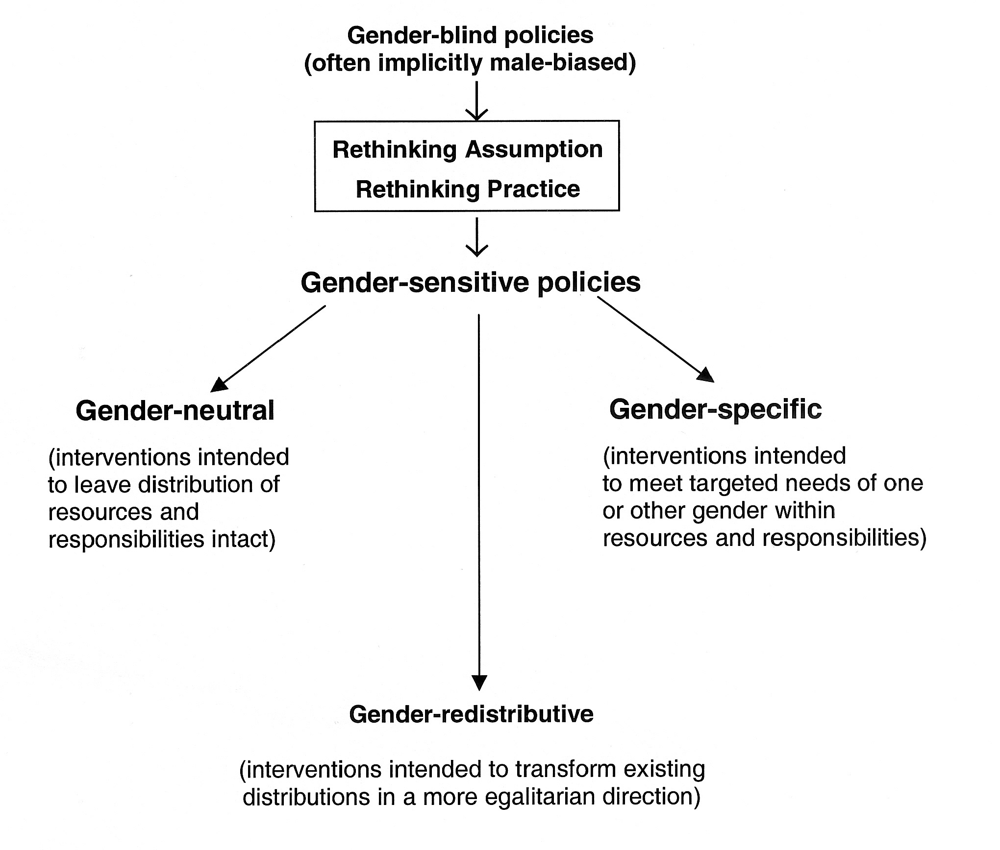 Gender-blind policies
(often implicitly male-biased)
Rethinking Assumption
Rethinking Practice
Gender-sensitive policies
Gender-neutral
(interventions intended
to leave distribution of
resources and
responsibilities intact)
Gender-specific
(interventions intended
to meet targeted needs of one
or other gender within
resources and responsibilities)
Gender-redistributive
(interventions intended to transform existing
distributions in a more egalitarian direction)